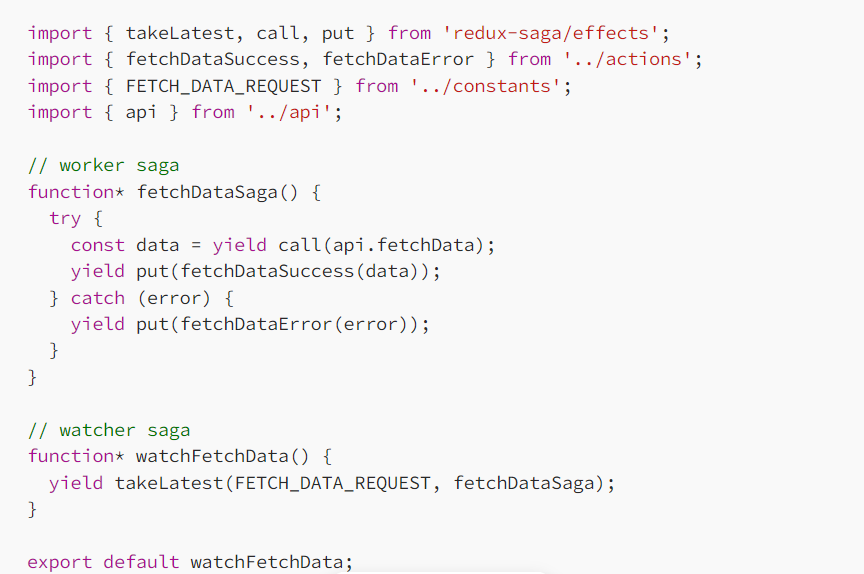 import { takeLatest, call, put } from 'redux-saga/effects';
import { fetchDataSuccess, fetchDataError } from '../actions';
import { FETCH_DATA_REQUEST } from '../constants';
import { api } from '../api';

// worker saga
function* fetchDataSaga() {
  try {
    const data = yield call(api.fetchData);
    yield put(fetchDataSuccess(data));
  } catch (error) {
    yield put(fetchDataError(error));
  }
}

// watcher saga
function* watchFetchData() {
  yield takeLatest(FETCH_DATA_REQUEST, fetchDataSaga);
}

export default watchFetchData;